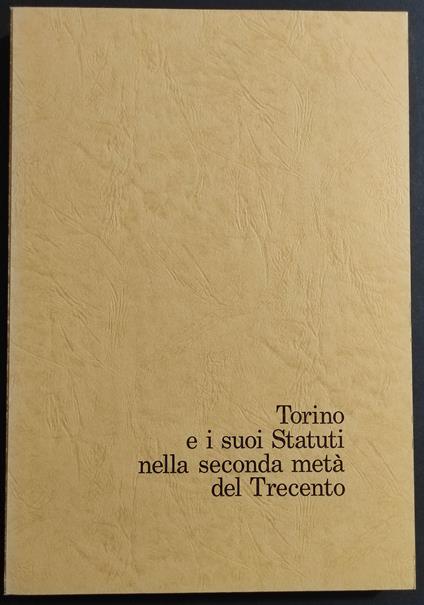 Torino
e i suoi Statuti
nella seconda metà
del Trecento